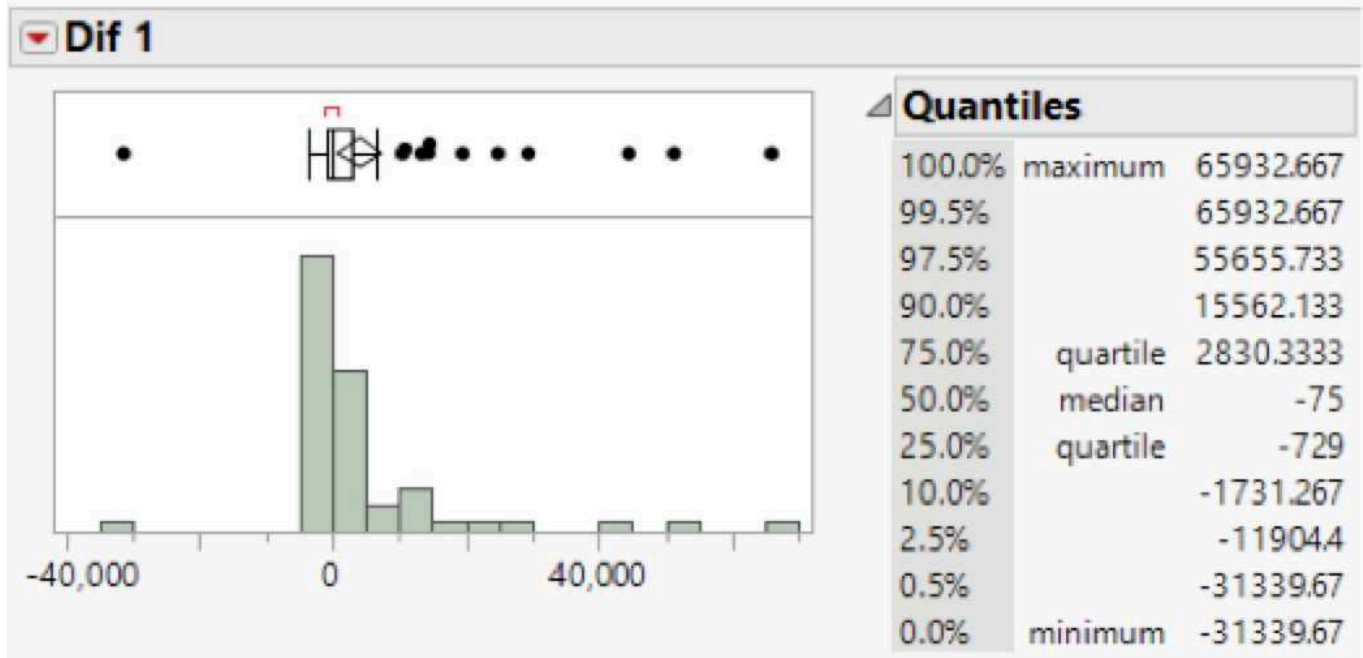 Dif 1
-40,000 0 40,000
Quantiles
100.0% maximum 65932.667
99.5% 65932.667
97.5% 55655.733
90.0% 15562.133
75.0% quartile 2830.3333
50.0% median -75
25.0% quartile -729
10.0% -1731.267
2.5% -11904.4
0.5% -31339.67
0.0% minimum -31339.67